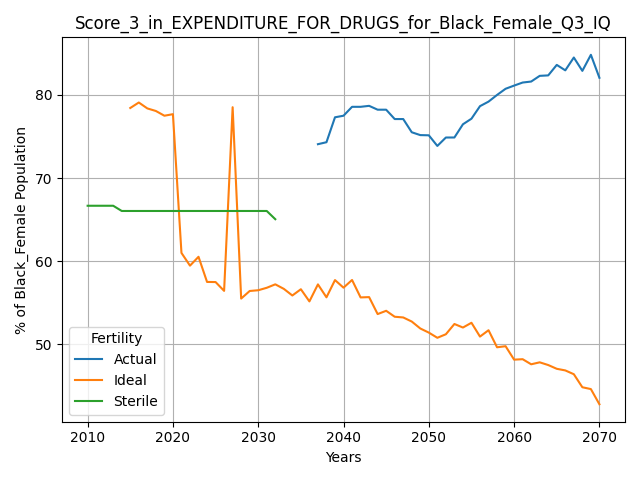 Score_3_in_EXPENDITURE_FOR_DRUGS_for_Black_Female_Q3_IQ
% of Black_Female Population
80
70
60
50
Fertility
Actual
Ideal
Sterile
2010 2020 2030 2040 2050 2060 2070
Years